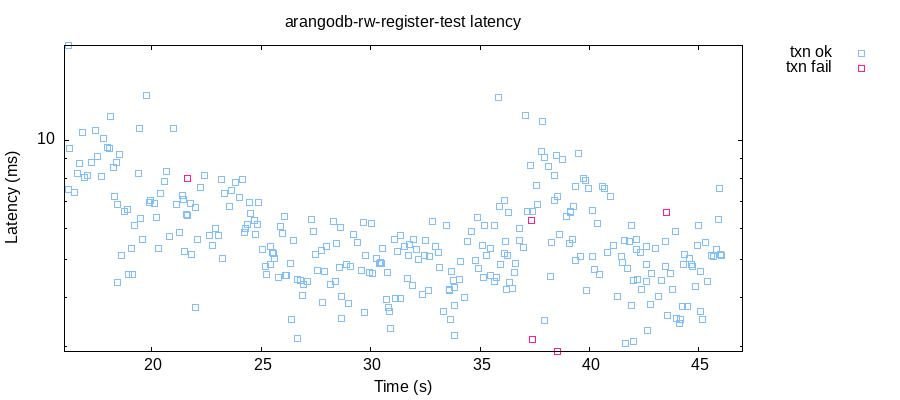 arangodb-rw-register-test latency
txn ok
txn fail
10
Latency (ms)
20 25 30 35 40 45
Time (s)